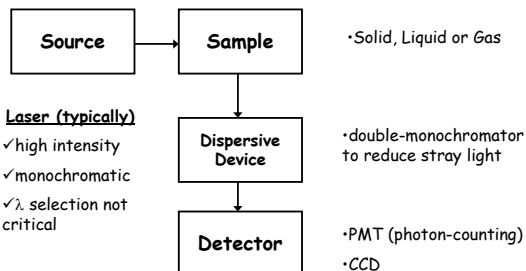 Source
Sample
•Solid, Liquid or Gas
Laser (typically)
✓high intensity
✓monochromatic
✓λ selection not
critical
Dispersive
Device
•double-monochromator
to reduce stray light
Detector
•PMT (photon-counting)
•CCD